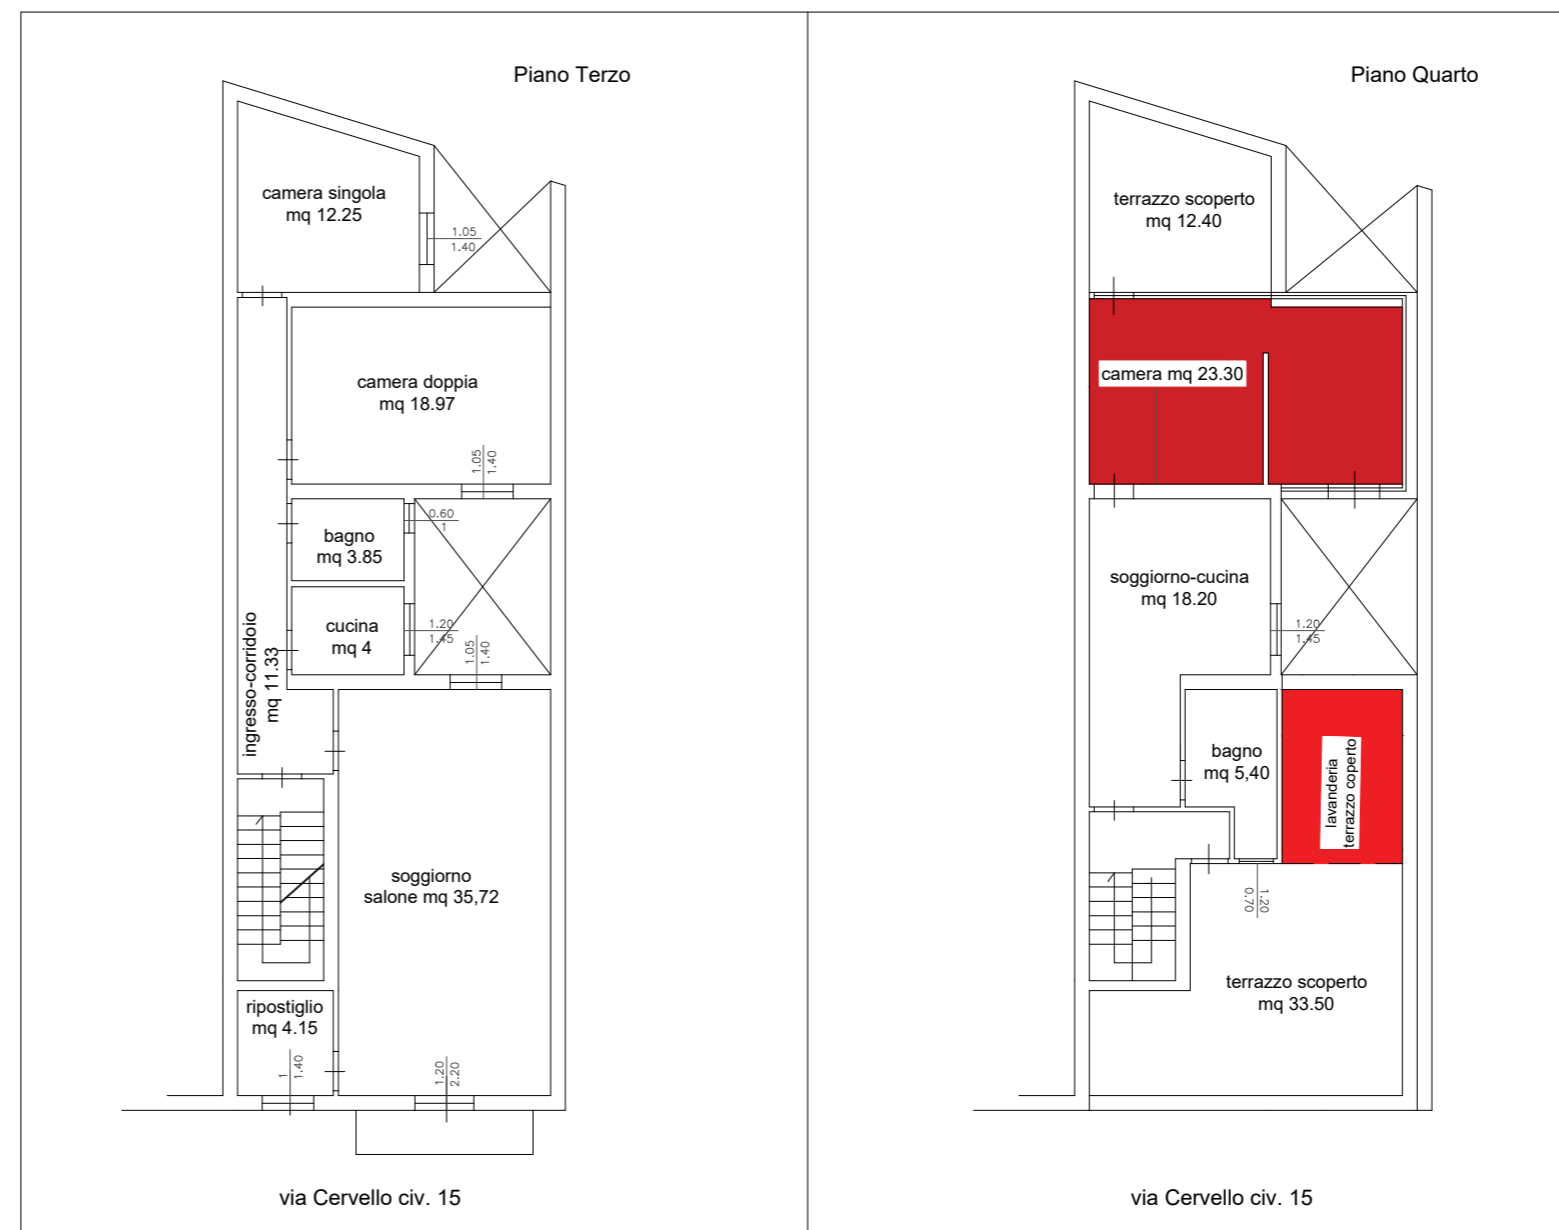 Piano Terzo
camera singola
mq 12.25
1.05
1.40
camera doppia
mq 18.97
1.05
1.40
bagno
mq 3.85
0.60
1
cucina
mq 4
1.20
1.45
1.05
1.40
ingresso-corridoio
mq 11.33
soggiorno
salone mq 35,72
ripostiglio
mq 4.15
1
1.40
1.20
2.20
via Cervello civ. 15
Piano Quarto
terrazzo scoperto
mq 12.40
camera mq 23.30
soggiorno-cucina
mq 18.20
1.20
1.45
bagno
mq 5,40
lavanderia
terrazzo coperto
1.20
0.70
terrazzo scoperto
mq 33.50
via Cervello civ. 15